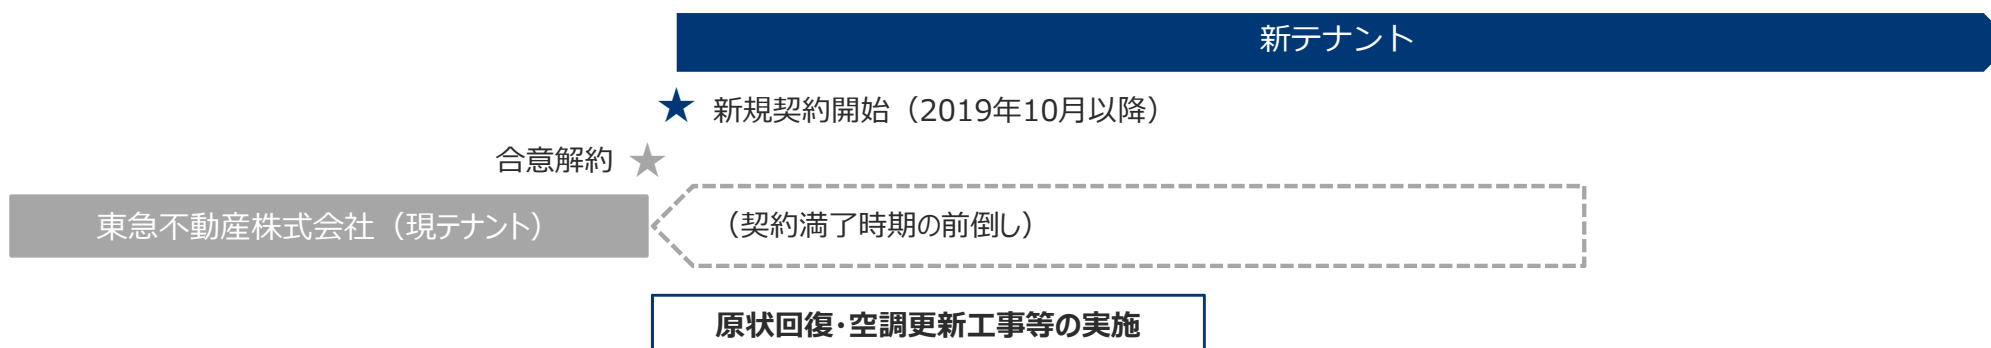 新テナント
新規契約開始（2019年10月以降）
合意解約
東急不動産株式会社（現テナント）
（契約満了時期の前倒し）
原状回復・空調更新工事等の実施